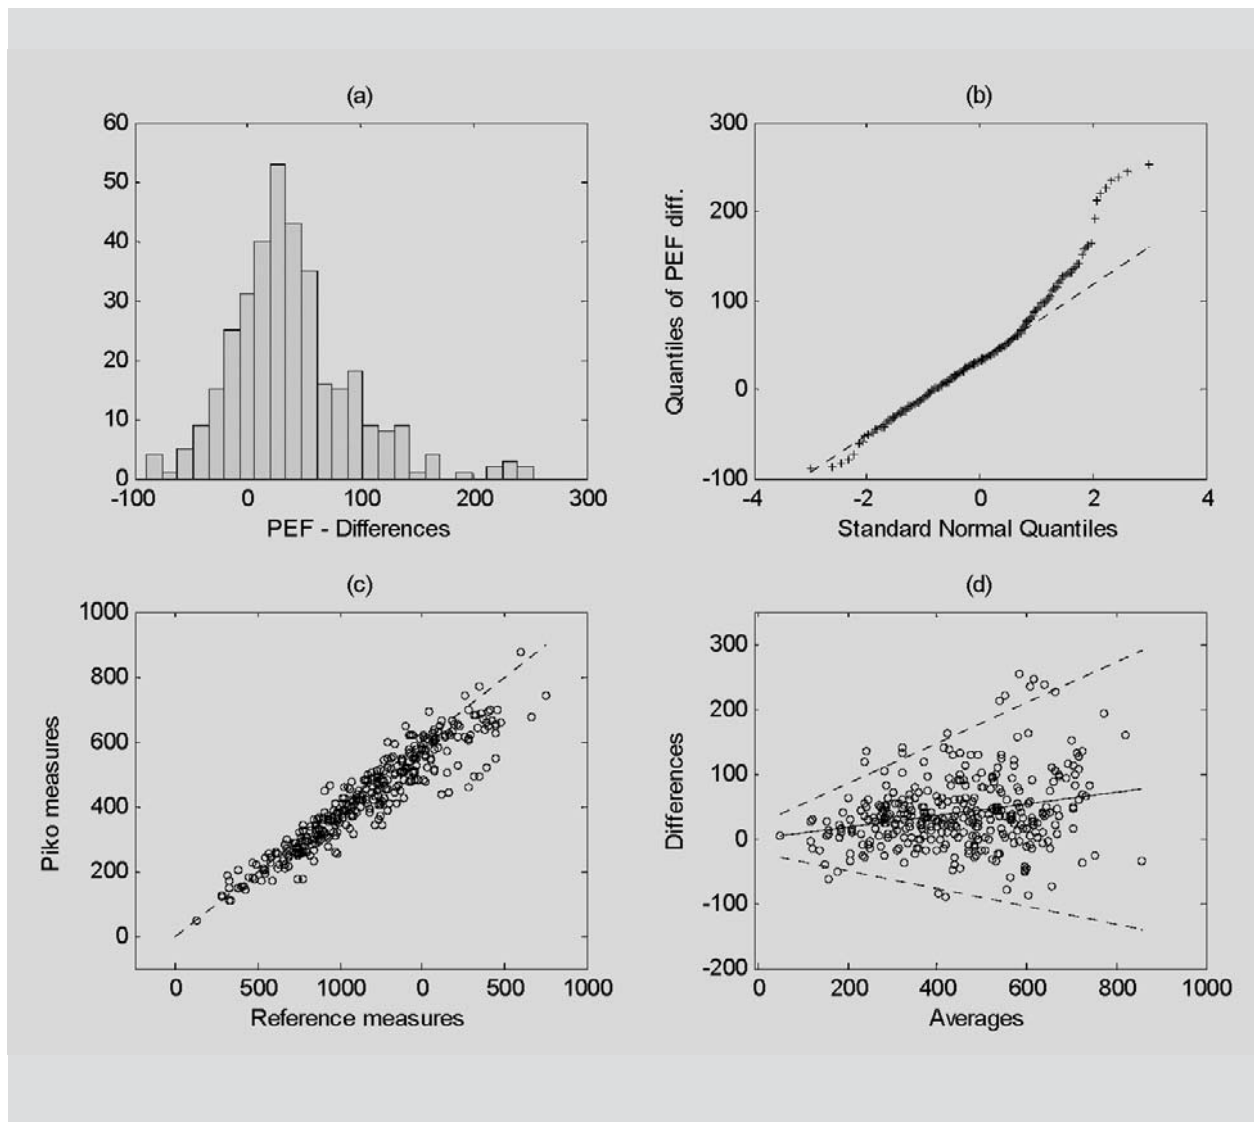 (a)
60
50
40
30
20
10
0
-100 0 100 200 300
PEF - Differences
(b)
300
200
100
0
-100
-4 -2 0 2 4
Quantiles of PEF diff.
Standard Normal Quantiles
(c)
1000
800
600
400
200
0
0 500 1000 0 500 1000
Piko measures
Reference measures
(d)
300
200
100
0
-100
-200
0 200 400 600 800 1000
Differences
Averages